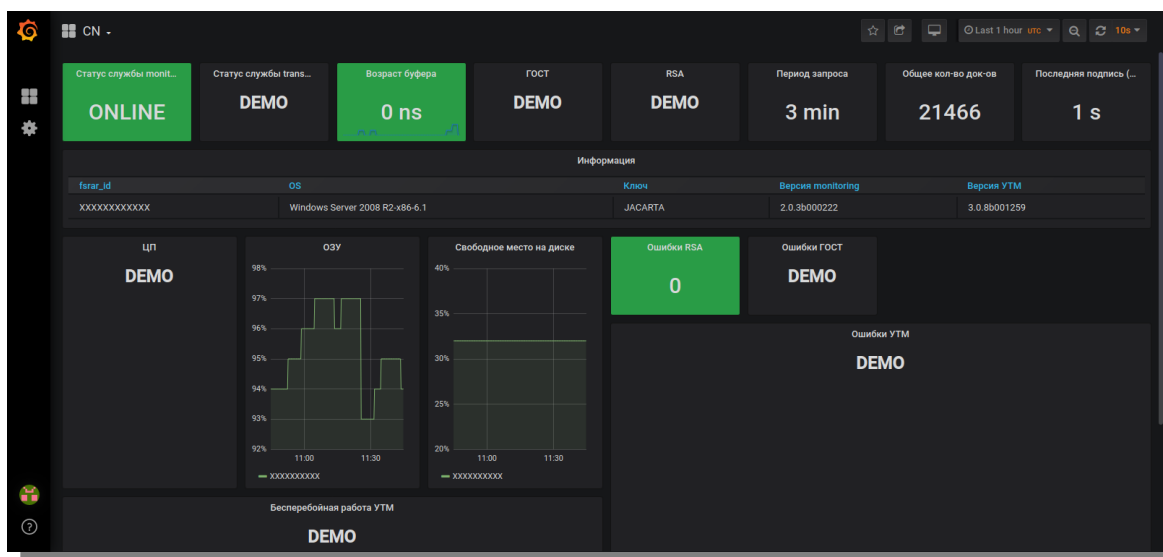 CN
Last 1 hour UTC
10s
Статус службы monit...
ONLINE
Статус службы trans...
DEMO
Возраст буфера
0 ns
ГОСТ
DEMO
RSA
DEMO
Период запроса
3 min
Общее кол-во док-ов
21466
Последняя подпись (...
1 s
Информация
fsrar_id OS Ключ Версия monitoring Версия УТМ
XXXXXXXXXXXX Windows Server 2008 R2-x86-6.1 JACARTA 2.0.3b000222 3.0.8b001259
ЦП
DEMO
ОЗУ
98%
97%
96%
95%
94%
93%
92%
11:00 11:30
XXXXXXXXXX
Свободное место на диске
40%
35%
30%
25%
20%
11:00 11:30
XXXXXXXXXX
Ошибки RSA
0
Ошибки ГОСТ
DEMO
Ошибки УТМ
DEMO
Бесперебойная работа УТМ
DEMO